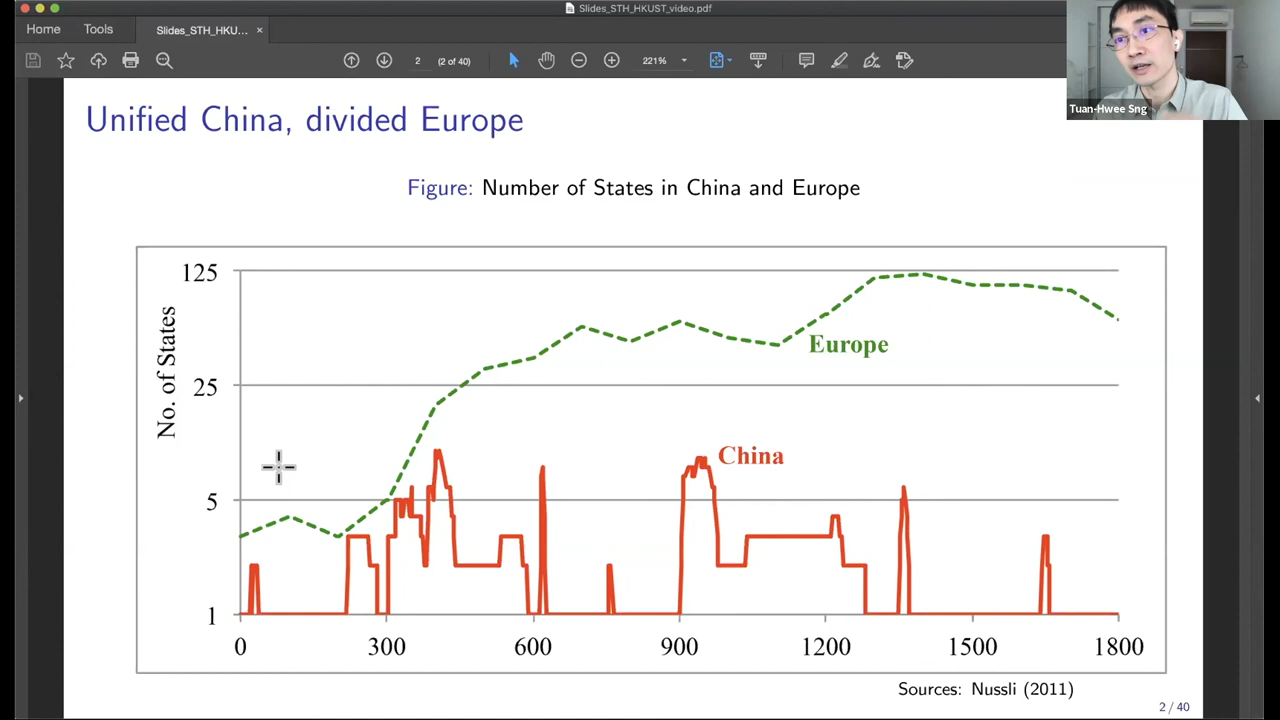 Slides_STH_HKUST_video.pdf
Home
Tools
Slides_STH_HKU...
×
2
(2 of 40)
221%
Tuan-Hwee Sng
Unified China, divided Europe
Figure: Number of States in China and Europe
No. of States
125
25
5
1
Europe
China
0 300 600 900 1200 1500 1800
Sources: Nussli (2011)
2 / 40